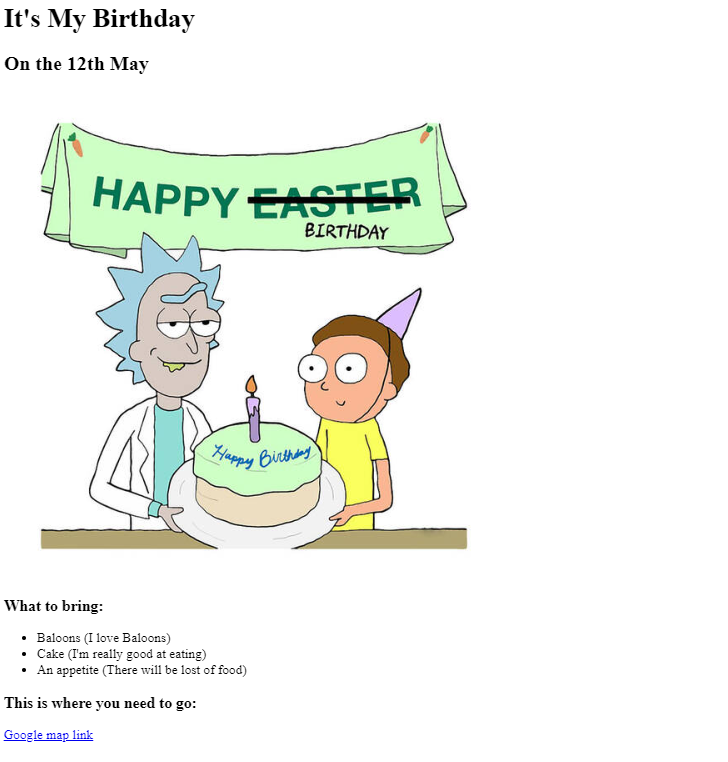 It's My Birthday
On the 12th May
HAPPY EASTER
BIRTHDAY
Happy Birthday
What to bring:
Baloons (I love Baloons)
Cake (I'm really good at eating)
An appetite (There will be lost of food)
This is where you need to go:
Google map link